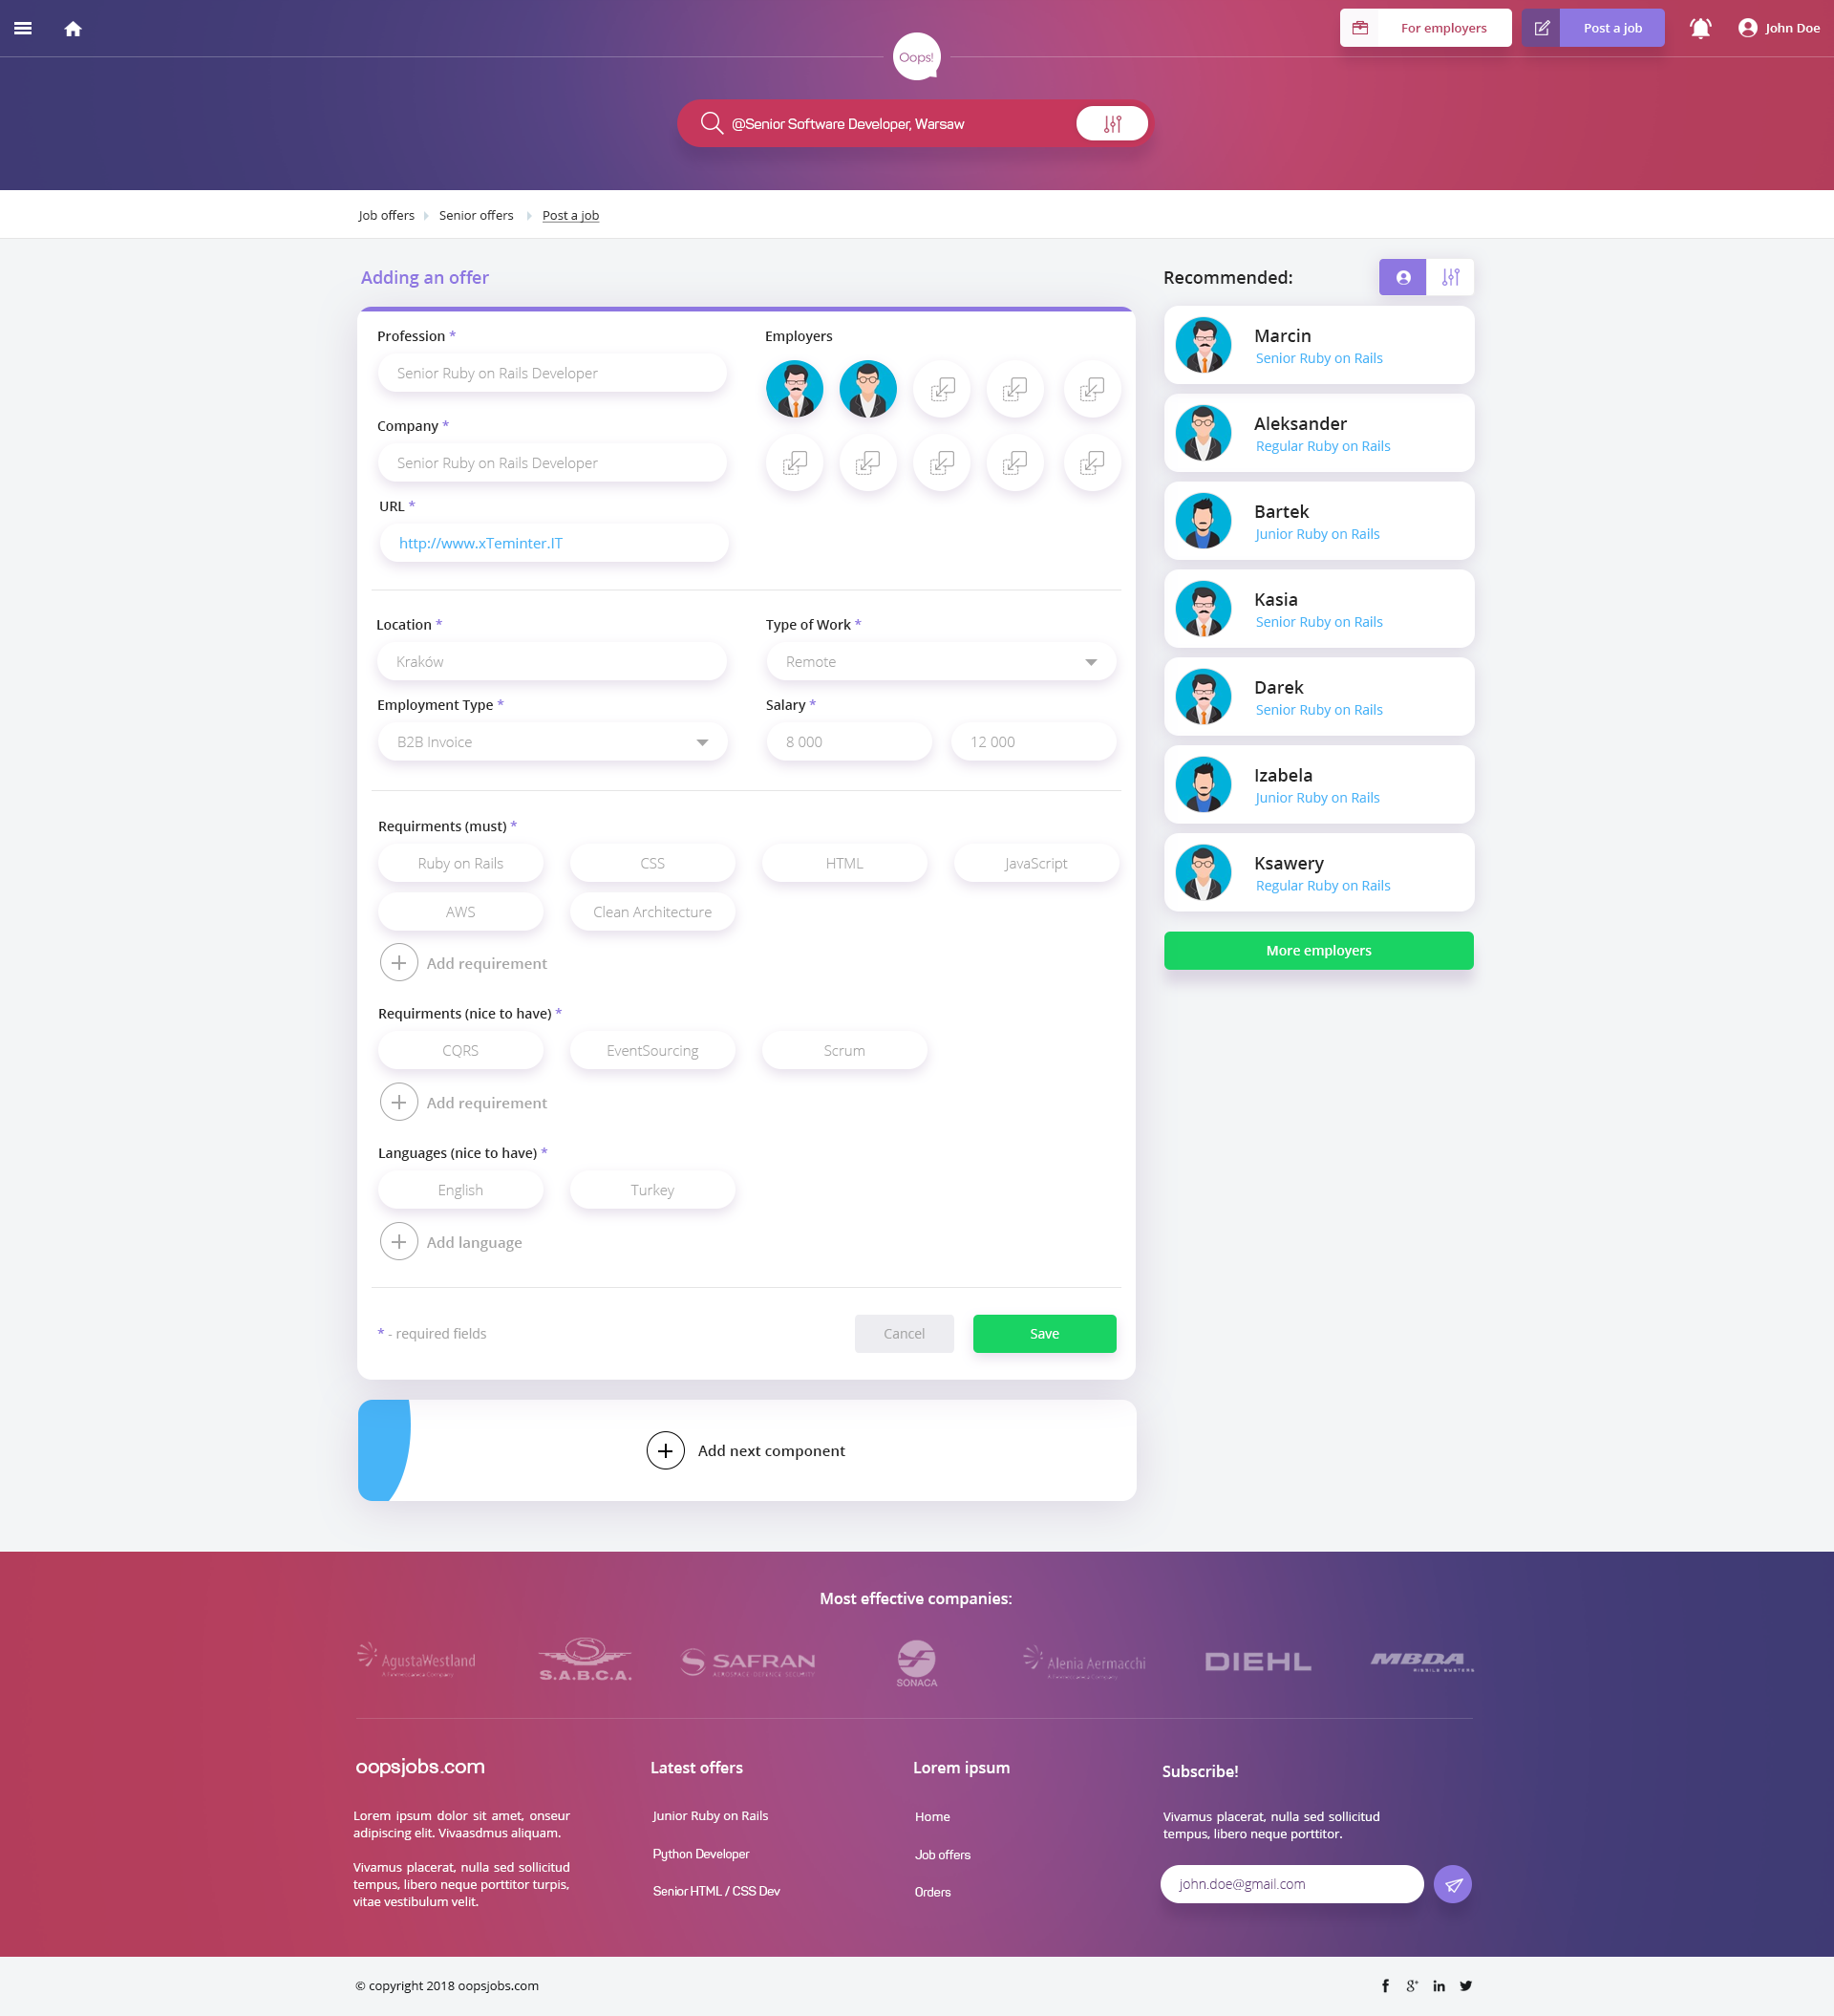 For employers
Post a job
John Doe
Oops!
@Senior Software Developer, Warsaw
Job offers
Senior offers
Post a job
Adding an offer
Profession *
Senior Ruby on Rails Developer
Company *
Senior Ruby on Rails Developer
URL *
http://www.xTeminter.IT
Employers
Location *
Kraków
Type of Work *
Remote
Employment Type *
B2B Invoice
Salary *
8 000
12 000
Requirments (must) *
Ruby on Rails
CSS
HTML
JavaScript
AWS
Clean Architecture
Add requirement
Requirments (nice to have) *
CQRS
EventSourcing
Scrum
Add requirement
Languages (nice to have) *
English
Turkey
Add language
* - required fields
Cancel
Save
Add next component
Recommended:
Marcin
Senior Ruby on Rails
Aleksander
Regular Ruby on Rails
Bartek
Junior Ruby on Rails
Kasia
Senior Ruby on Rails
Darek
Senior Ruby on Rails
Izabela
Junior Ruby on Rails
Ksawery
Regular Ruby on Rails
More employers
Most effective companies:
AgustaWestland
S.A.B.C.A.
SAFRAN
AEROSPACE DEFENCE SECURITY
SONACA
Alenia Aermacchi
DIEHL
MBDA
MISSILE SYSTEMS
oopsjobs.com
Lorem ipsum dolor sit amet, onseur
adipiscing elit. Vivaasdmus aliquam.
Vivamus placerat, nulla sed sollicitud
tempus, libero neque porttitor turpis,
vitae vestibulum velit.
Latest offers
Junior Ruby on Rails
Python Developer
Senior HTML / CSS Dev
Lorem ipsum
Home
Job offers
Orders
Subscribe!
Vivamus placerat, nulla sed sollicitud
tempus, libero neque porttitor.
john.doe@gmail.com
© copyright 2018 oopsjobs.com